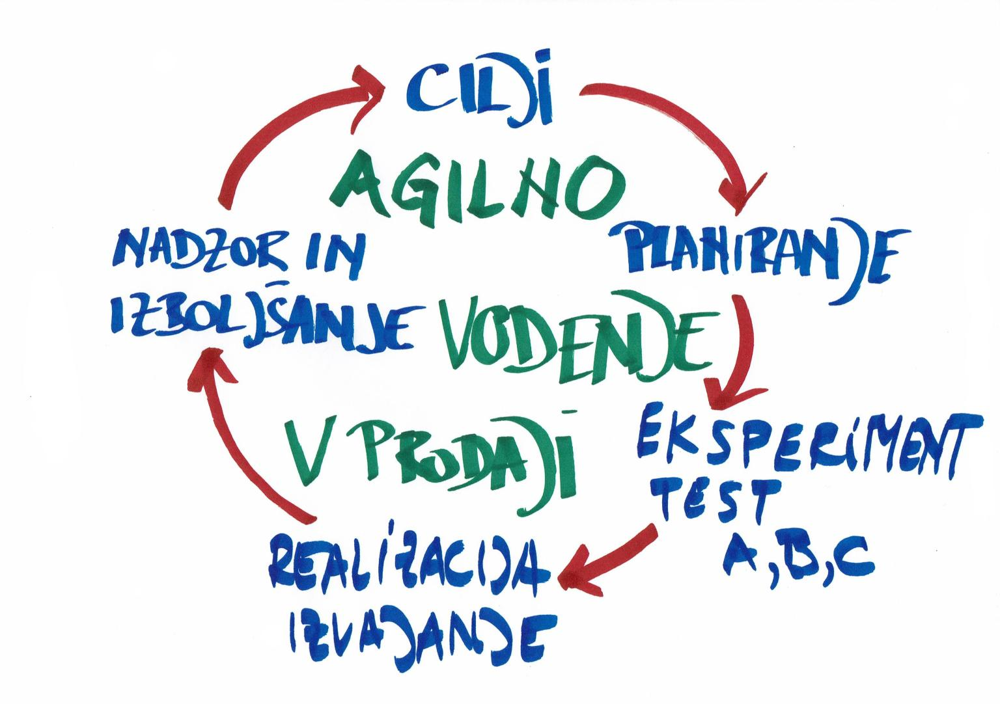 CILJI
AGILNO
NADZOR IN
IZBOLJŠANJE
PLANIRANJE
VODENJE
V PRODAJI
EKSPERIMENT
TEST
A, B, C
REALIZACIJA
IZVAJANJE